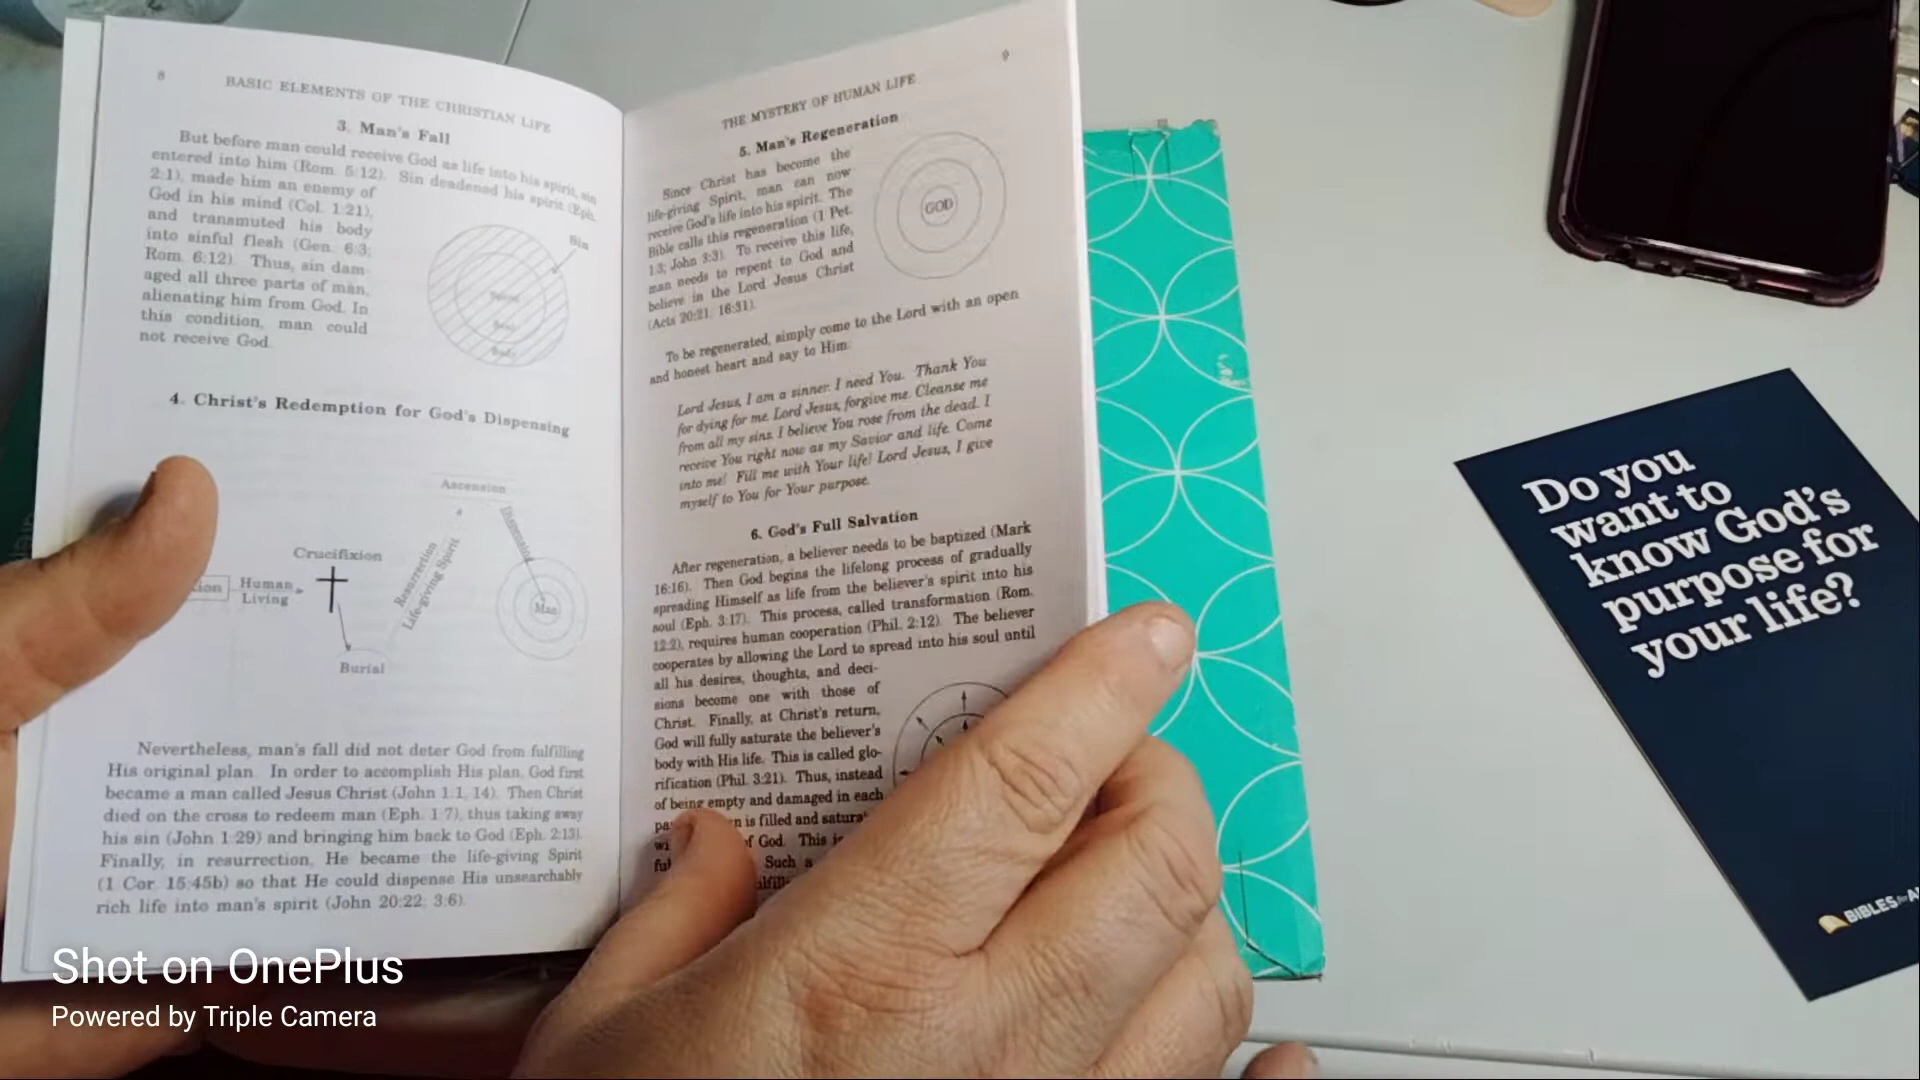 8
BASIC ELEMENTS OF THE CHRISTIAN LIFE
3. Man's Fall
But before man could receive God as life into his spirit, sin
entered into him (Rom. 5:12). Sin deadened his spirit (Eph.
2:1), made him an enemy of
God in his mind (Col. 1:21),
and transmuted his body
into sinful flesh (Gen. 6:3;
Rom. 6:12). Thus, sin dam-
aged all three parts of man,
alienating him from God. In
this condition, man could
not receive God.
Sin
Spirit
Soul
Body
4. Christ's Redemption for God's Dispensing
Ascension
Dispensing
Resurrection
Life-giving Spirit
Crucifixion
Human
Living
Burial
Man
Nevertheless, man's fall did not deter God from fulfilling
His original plan. In order to accomplish His plan, God first
became a man called Jesus Christ (John 1:1, 14). Then Christ
died on the cross to redeem man (Eph. 1:7), thus taking away
his sin (John 1:29) and bringing him back to God (Eph. 2:13).
Finally, in resurrection, He became the life-giving Spirit
(1 Cor. 15:45b) so that He could dispense His unsearchably
rich life into man's spirit (John 20:22; 3:6).
9
THE MYSTERY OF HUMAN LIFE
5. Man's Regeneration
Since Christ has become the
life-giving Spirit, man can now
receive God's life into his spirit. The
Bible calls this regeneration (1 Pet.
1:3; John 3:3). To receive this life,
man needs to repent to God and
believe in the Lord Jesus Christ
(Acts 20:21; 16:31).
GOD
To be regenerated, simply come to the Lord with an open
and honest heart and say to Him:
Lord Jesus, I am a sinner. I need You. Thank You
for dying for me. Lord Jesus, forgive me. Cleanse me
from all my sins. I believe You rose from the dead. I
receive You right now as my Savior and life. Come
into me! Fill me with Your life! Lord Jesus, I give
myself to You for Your purpose.
6. God's Full Salvation
After regeneration, a believer needs to be baptized (Mark
16:16). Then God begins the lifelong process of gradually
spreading Himself as life from the believer's spirit into his
soul (Eph. 3:17). This process, called transformation (Rom.
12:2), requires human cooperation (Phil. 2:12). The believer
cooperates by allowing the Lord to spread into his soul until
all his desires, thoughts, and deci-
sions become one with those of
Christ. Finally, at Christ's return,
God will fully saturate the believer's
body with His life. This is called glo-
rification (Phil. 3:21). Thus, instead
of being empty and damaged in each
is filled and
of God. This
Such a
Do you
want to
know God's
purpose for
your life?
BIBLES for
Shot on OnePlus
Powered by Triple Camera